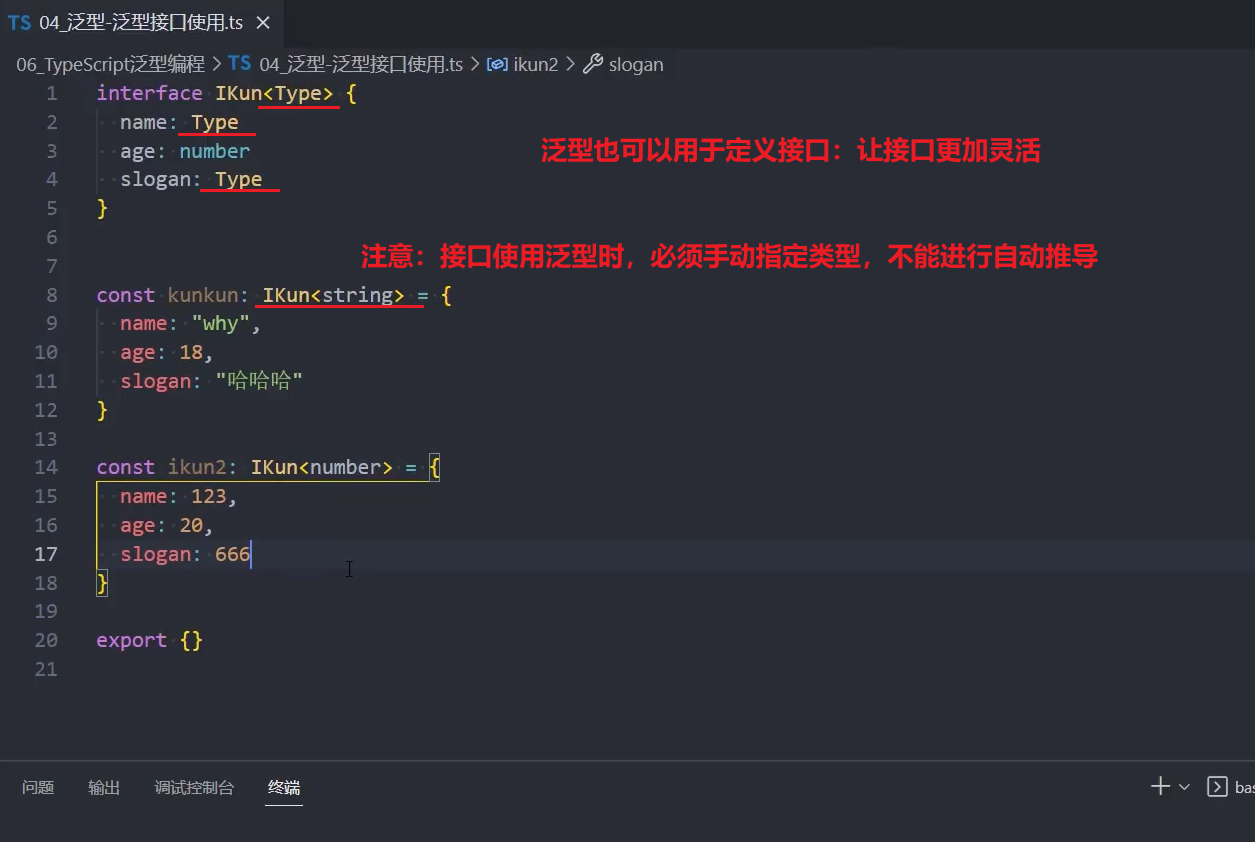 TS 04_泛型-泛型接口使用.ts ×
06_TypeScript泛型编程 > TS 04_泛型-泛型接口使用.ts > ikun2 > slogan
1 interface IKun<Type> {
2 name: Type
3 age: number
4 slogan: Type
5 }
6
7
8 const kunkun: IKun<string> = {
9 name: "why",
10 age: 18,
11 slogan: "哈哈哈"
12 }
13
14 const ikun2: IKun<number> = {
15 name: 123,
16 age: 20,
17 slogan: 666
18 }
19
20 export {}
21
泛型也可以用于定义接口：让接口更加灵活
注意：接口使用泛型时，必须手动指定类型，不能进行自动推导
问题 输出 调试控制台 终端 bas